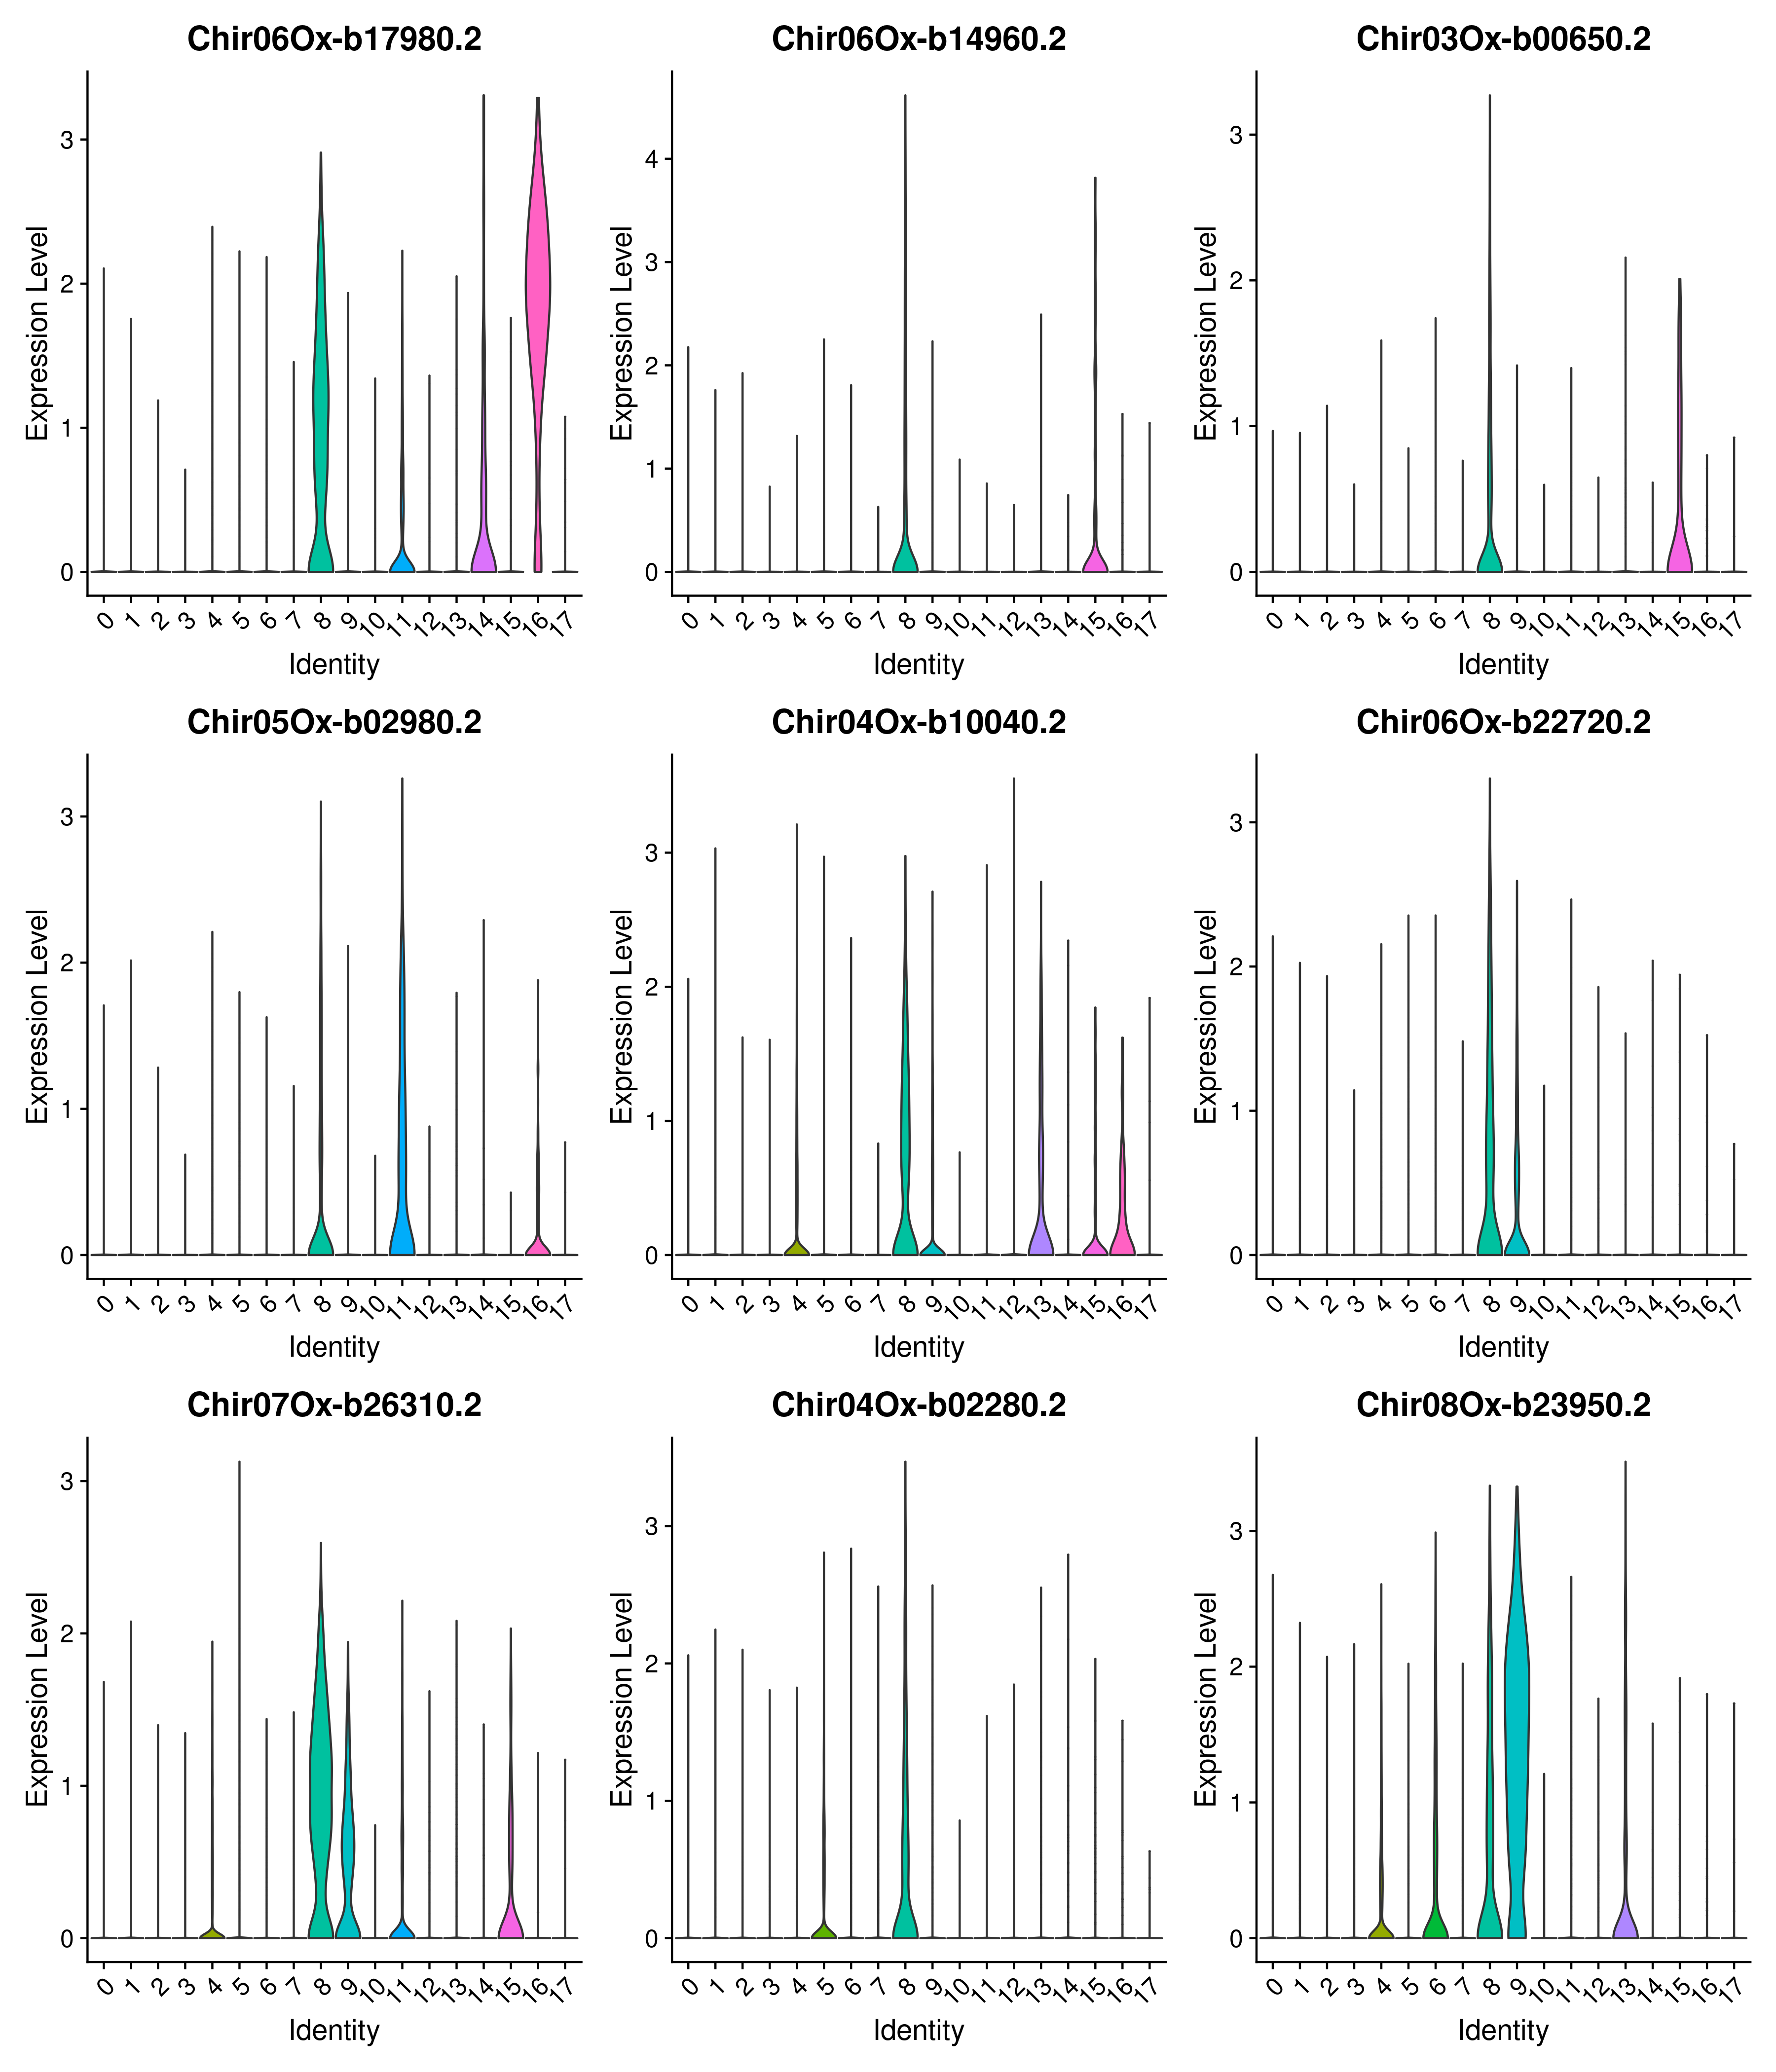 Chir06Ox-b17980.2
Expression Level
3
2
1
0
0 1 2 3 4 5 6 7 8 9 10 11 12 13 14 15 16 17
Identity
Chir06Ox-b14960.2
Expression Level
4
3
2
1
0
0 1 2 3 4 5 6 7 8 9 10 11 12 13 14 15 16 17
Identity
Chir03Ox-b00650.2
Expression Level
3
2
1
0
0 1 2 3 4 5 6 7 8 9 10 11 12 13 14 15 16 17
Identity
Chir05Ox-b02980.2
Expression Level
3
2
1
0
0 1 2 3 4 5 6 7 8 9 10 11 12 13 14 15 16 17
Identity
Chir04Ox-b10040.2
Expression Level
3
2
1
0
0 1 2 3 4 5 6 7 8 9 10 11 12 13 14 15 16 17
Identity
Chir06Ox-b22720.2
Expression Level
3
2
1
0
0 1 2 3 4 5 6 7 8 9 10 11 12 13 14 15 16 17
Identity
Chir07Ox-b26310.2
Expression Level
3
2
1
0
0 1 2 3 4 5 6 7 8 9 10 11 12 13 14 15 16 17
Identity
Chir04Ox-b02280.2
Expression Level
3
2
1
0
0 1 2 3 4 5 6 7 8 9 10 11 12 13 14 15 16 17
Identity
Chir08Ox-b23950.2
Expression Level
3
2
1
0
0 1 2 3 4 5 6 7 8 9 10 11 12 13 14 15 16 17
Identity